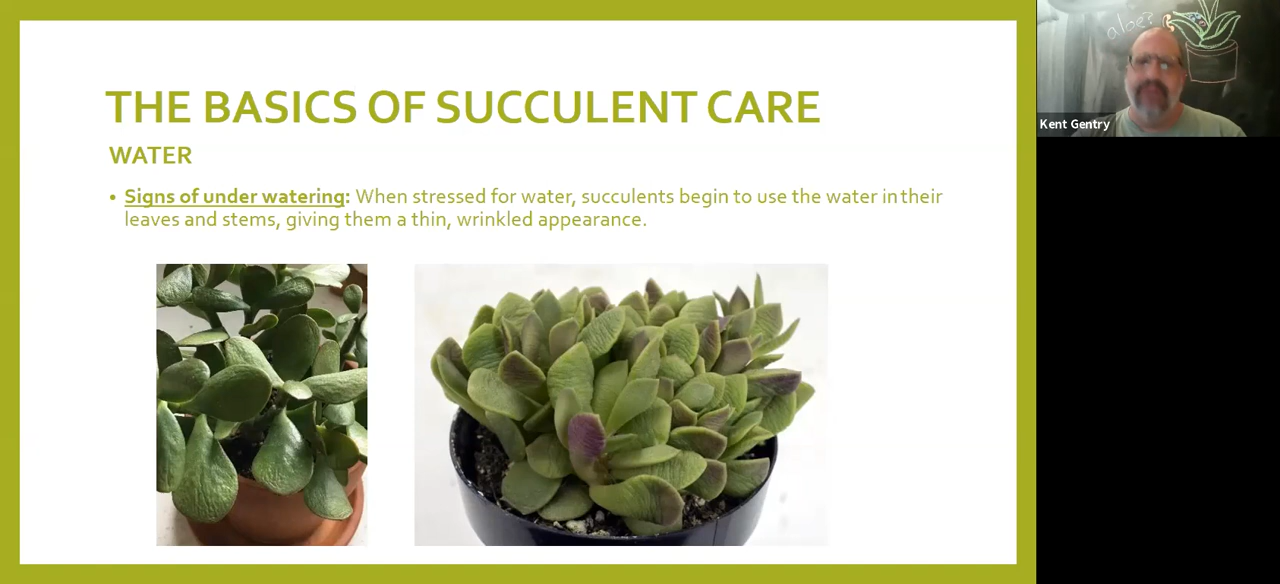 THE BASICS OF SUCCULENT CARE
WATER
• Signs of under watering: When stressed for water, succulents begin to use the water in their
leaves and stems, giving them a thin, wrinkled appearance.
aloe?
Kent Gentry